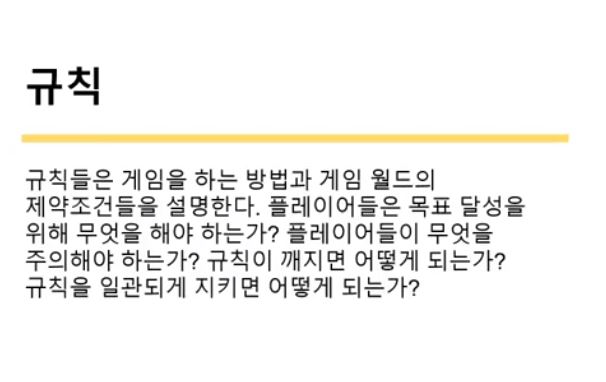 규칙
규칙들은 게임을 하는 방법과 게임 월드의
제약조건들을 설명한다. 플레이어들은 목표 달성을
위해 무엇을 해야 하는가? 플레이어들이 무엇을
주의해야 하는가? 규칙이 깨지면 어떻게 되는가?
규칙을 일관되게 지키면 어떻게 되는가?